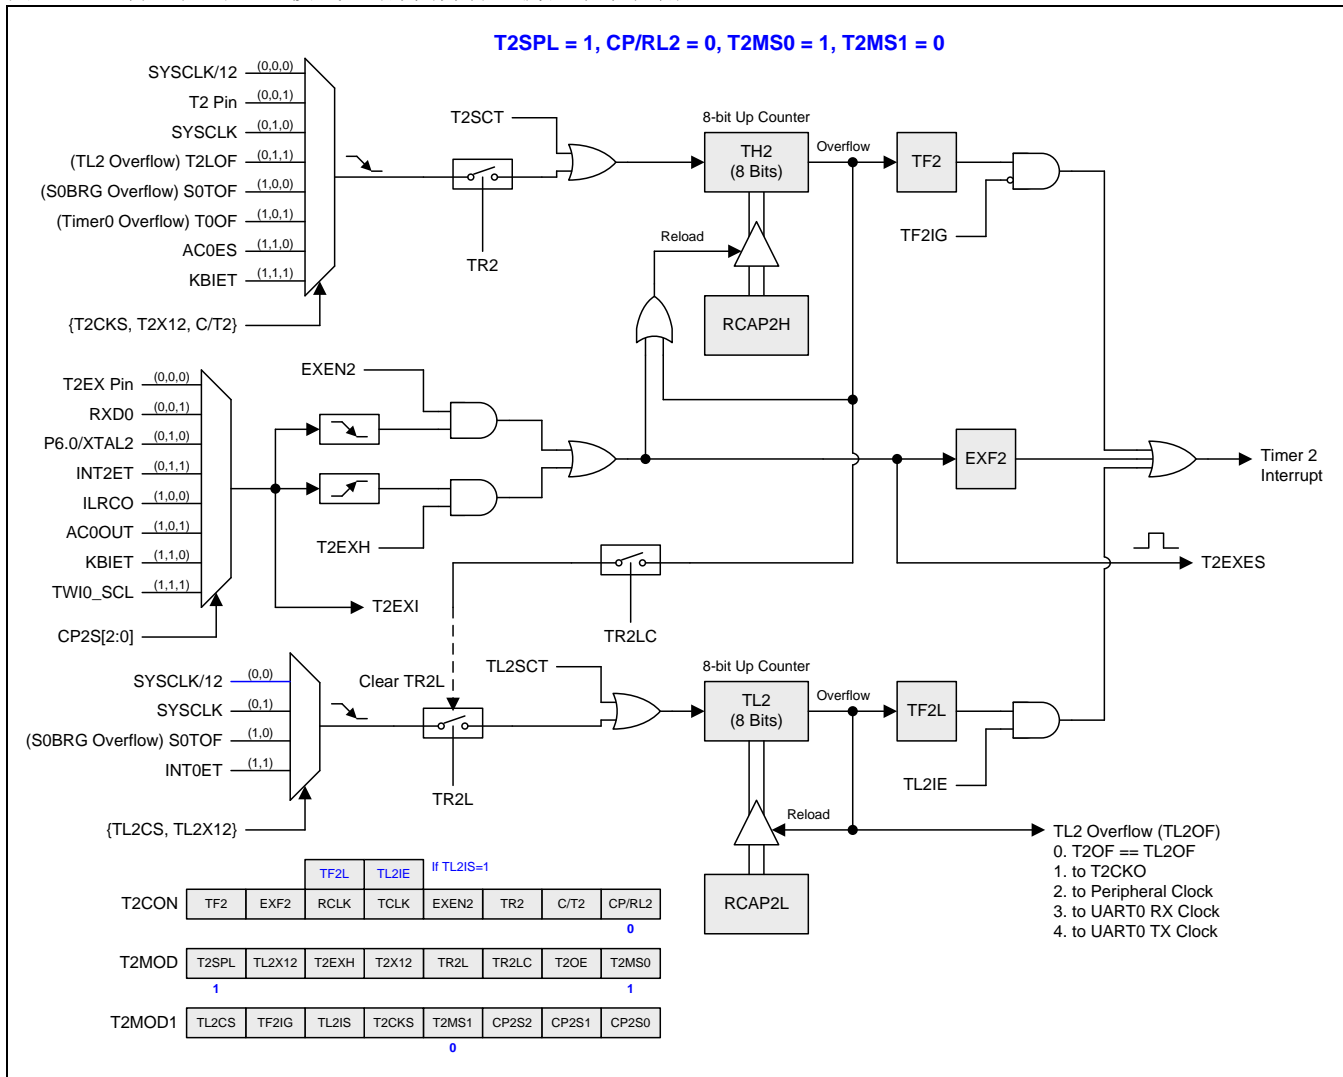 T2SPL = 1, CP/RL2 = 0, T2MS0 = 1, T2MS1 = 0
SYSCLK/12 (0,0,0)
T2 Pin (0,0,1)
SYSCLK (0,1,0)
(TL2 Overflow) T2LOF (0,1,1)
(S0BRG Overflow) S0TOF (1,0,0)
(Timer0 Overflow) T0OF (1,0,1)
AC0ES (1,1,0)
KBIET (1,1,1)
{T2CKS, T2X12, C/T2}
TR2
T2SCT
8-bit Up Counter
TH2
(8 Bits)
Overflow
TF2
TF2IG
Reload
RCAP2H
EXEN2
T2EX Pin (0,0,0)
RXD0 (0,0,1)
P6.0/XTAL2 (0,1,0)
INT2ET (0,1,1)
ILRCO (1,0,0)
AC0OUT (1,0,1)
KBIET (1,1,0)
TWI0_SCL (1,1,1)
CP2S[2:0]
T2EXH
T2EXI
EXF2
Timer 2
Interrupt
T2EXES
TR2LC
SYSCLK/12 (0,0)
SYSCLK (0,1)
(S0BRG Overflow) S0TOF (1,0)
INT0ET (1,1)
{TL2CS, TL2X12}
Clear TR2L
TR2L
TL2SCT
8-bit Up Counter
TL2
(8 Bits)
Overflow
TF2L
TL2IE
Reload
RCAP2L
TL2 Overflow (TL2OF)
0. T2OF == TL2OF
1. to T2CKO
2. to Peripheral Clock
3. to UART0 RX Clock
4. to UART0 TX Clock
TF2L TL2IE If TL2IS=1
T2CON TF2 EXF2 RCLK TCLK EXEN2 TR2 C/T2 CP/RL2
0
T2MOD T2SPL TL2X12 T2EXH T2X12 TR2L TR2LC T2OE T2MS0
1 1
T2MOD1 TL2CS TF2IG TL2IS T2CKS T2MS1 CP2S2 CP2S1 CP2S0
0